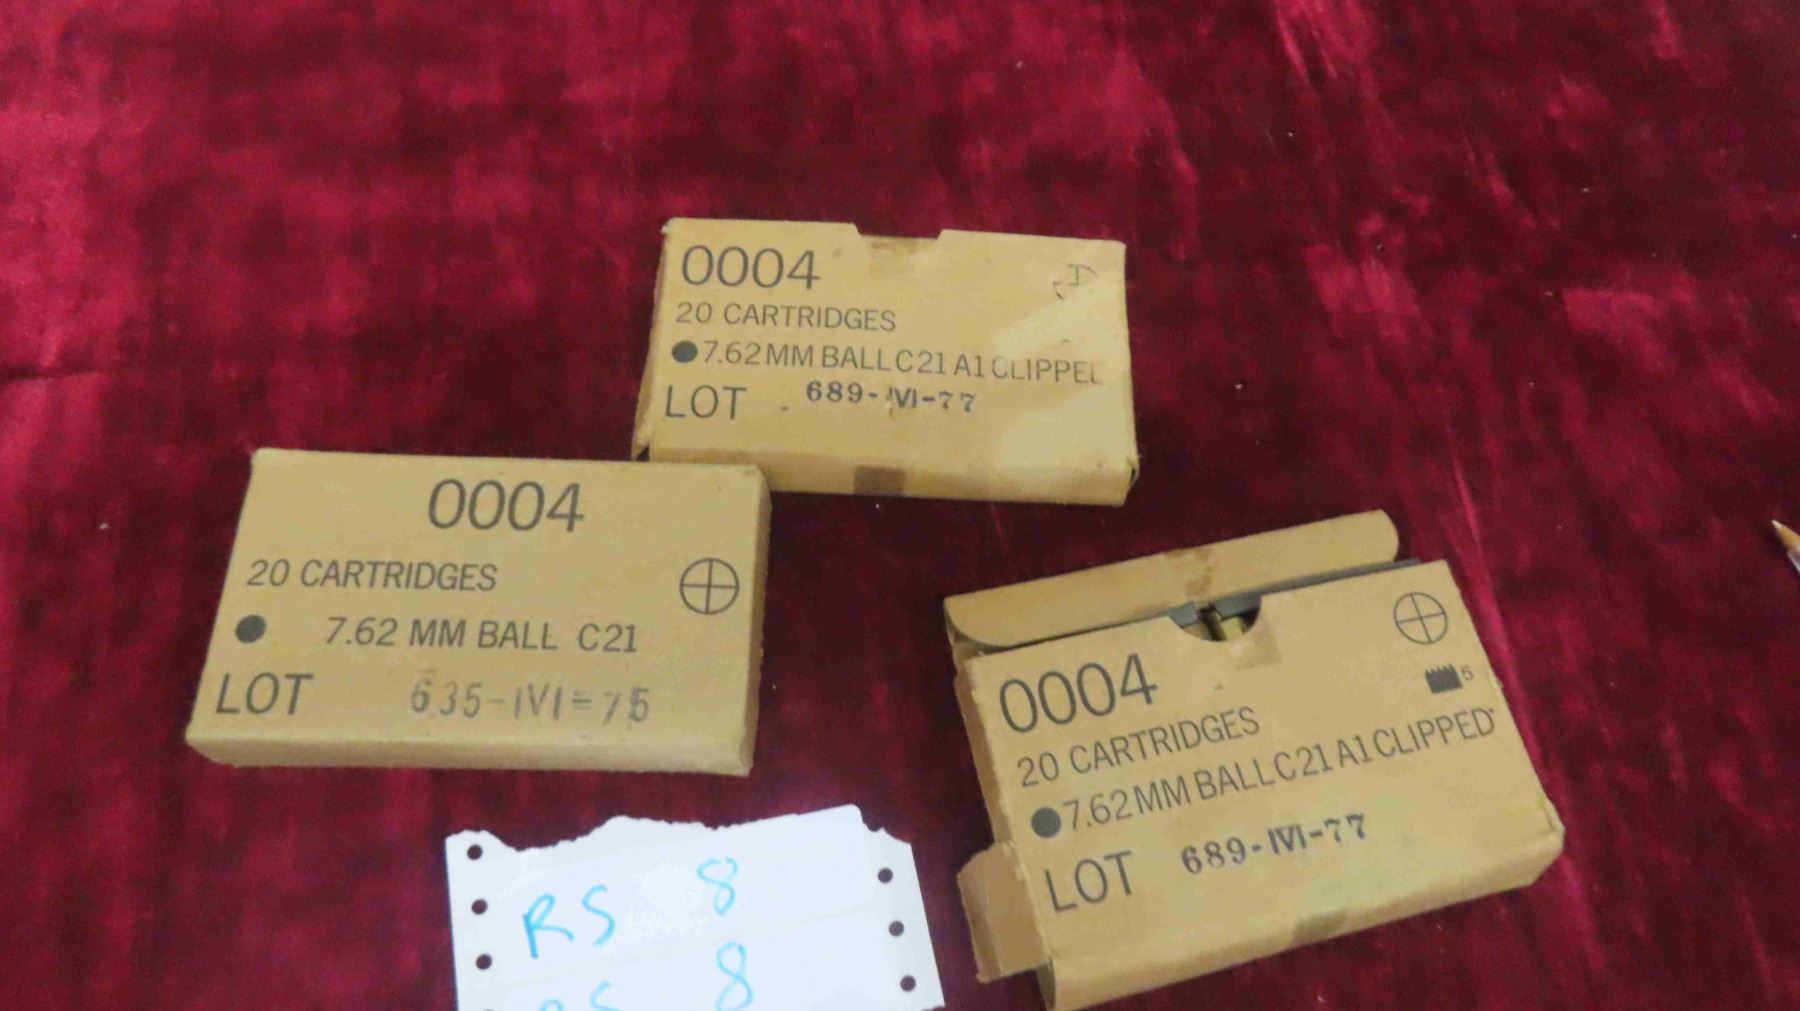 0004
20 CARTRIDGES
7.62MM BALL C21 A1 CLIPPED
LOT 689-IVI-77
0004
20 CARTRIDGES
7.62 MM BALL C21
LOT 635-IVI-75
0004
5
20 CARTRIDGES
7.62MM BALL C21 A1 CLIPPED
LOT 689-IVI-77
RS 8
RS 8